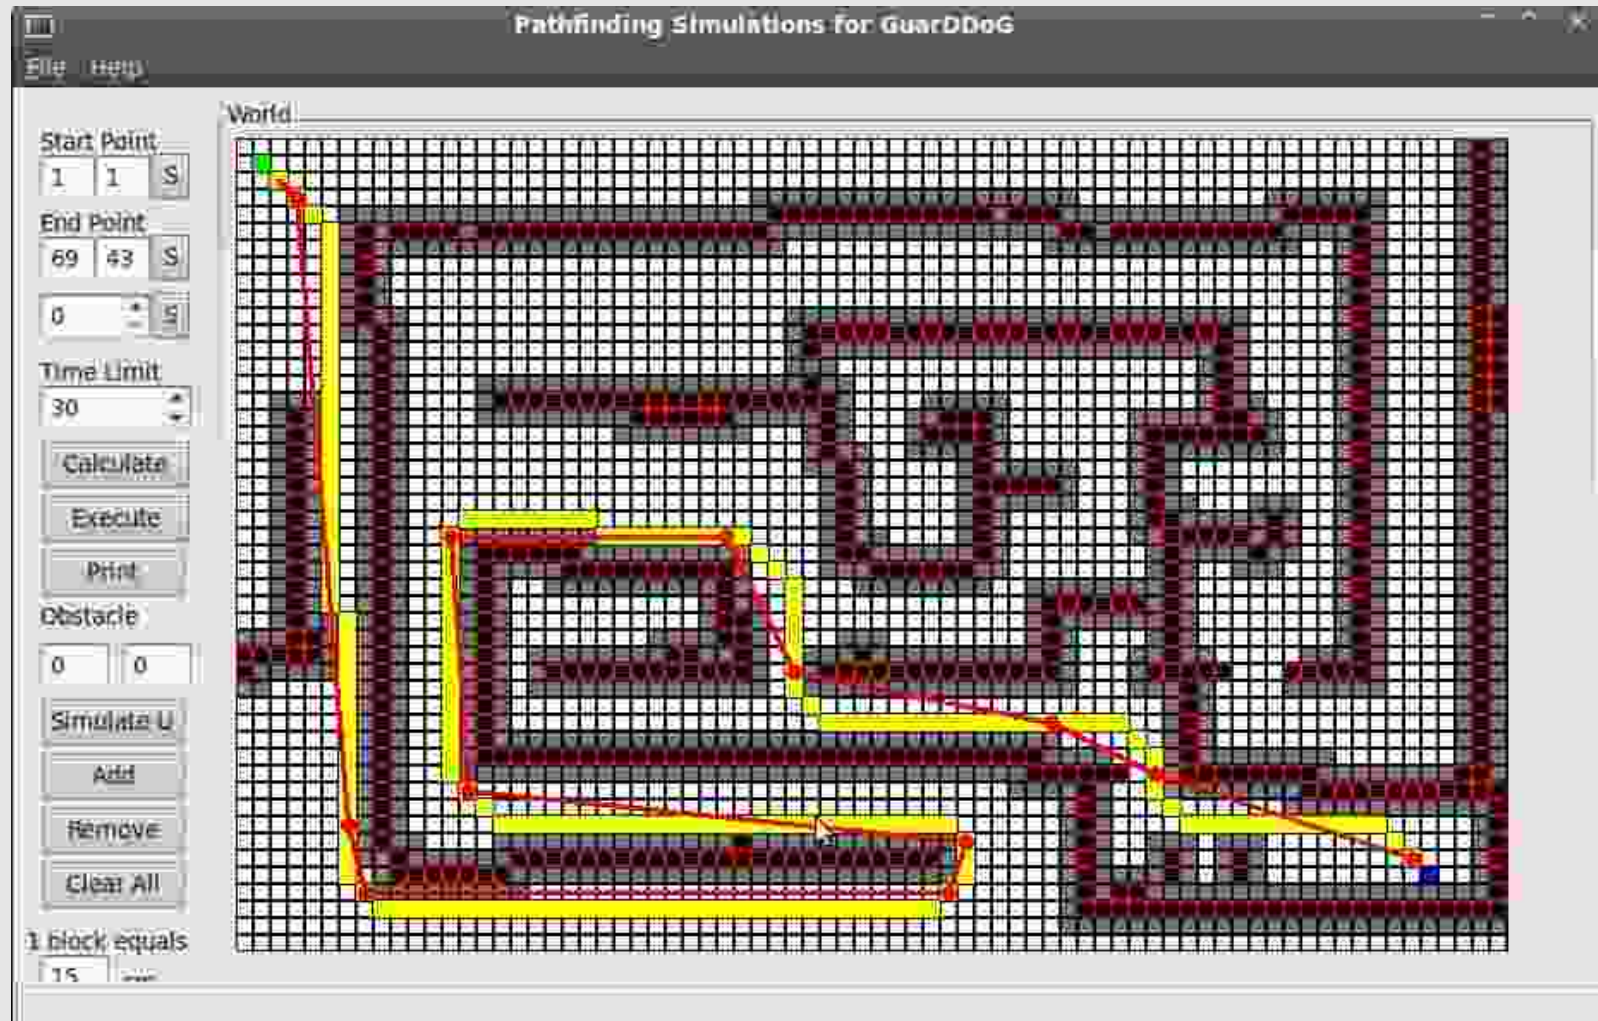 Pathfinding Simulations for GuarDDoG
File Help
World
Start Point
1 1 S
End Point
69 43 S
0 S
Time Limit
30
Calculate
Execute
Print
Obstacle
0 0
Simulate U
Add
Remove
Clear All
1 block equals
15